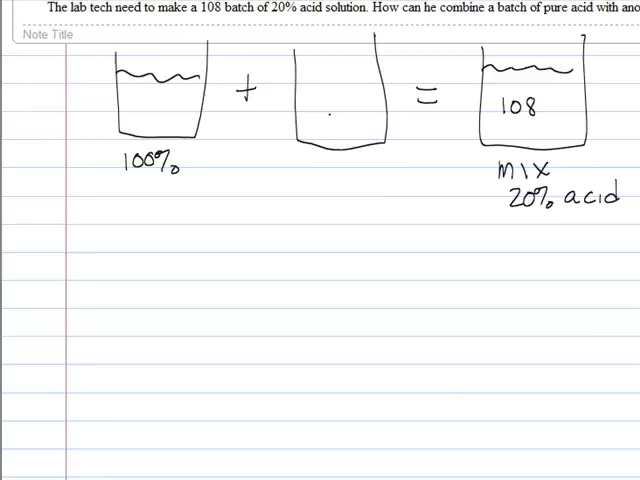 The lab tech need to make a 108 batch of 20% acid solution. How can he combine a batch of pure acid with ano
Note Title
+ = 108
100%
mix
20% acid